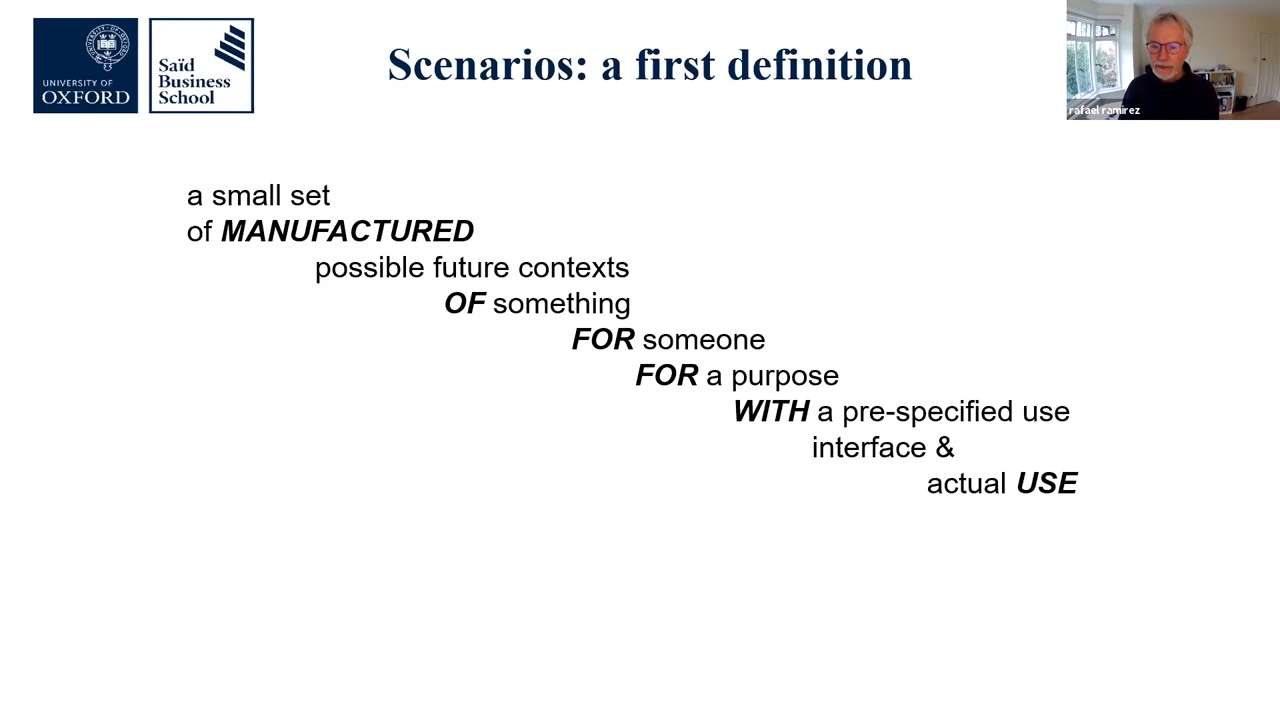 UNIVERSITY OF
OXFORD
Saïd
Business
School
Scenarios: a first definition
rafael ramirez
a small set
of MANUFACTURED
possible future contexts
OF something
FOR someone
FOR a purpose
WITH a pre-specified use
interface &
actual USE